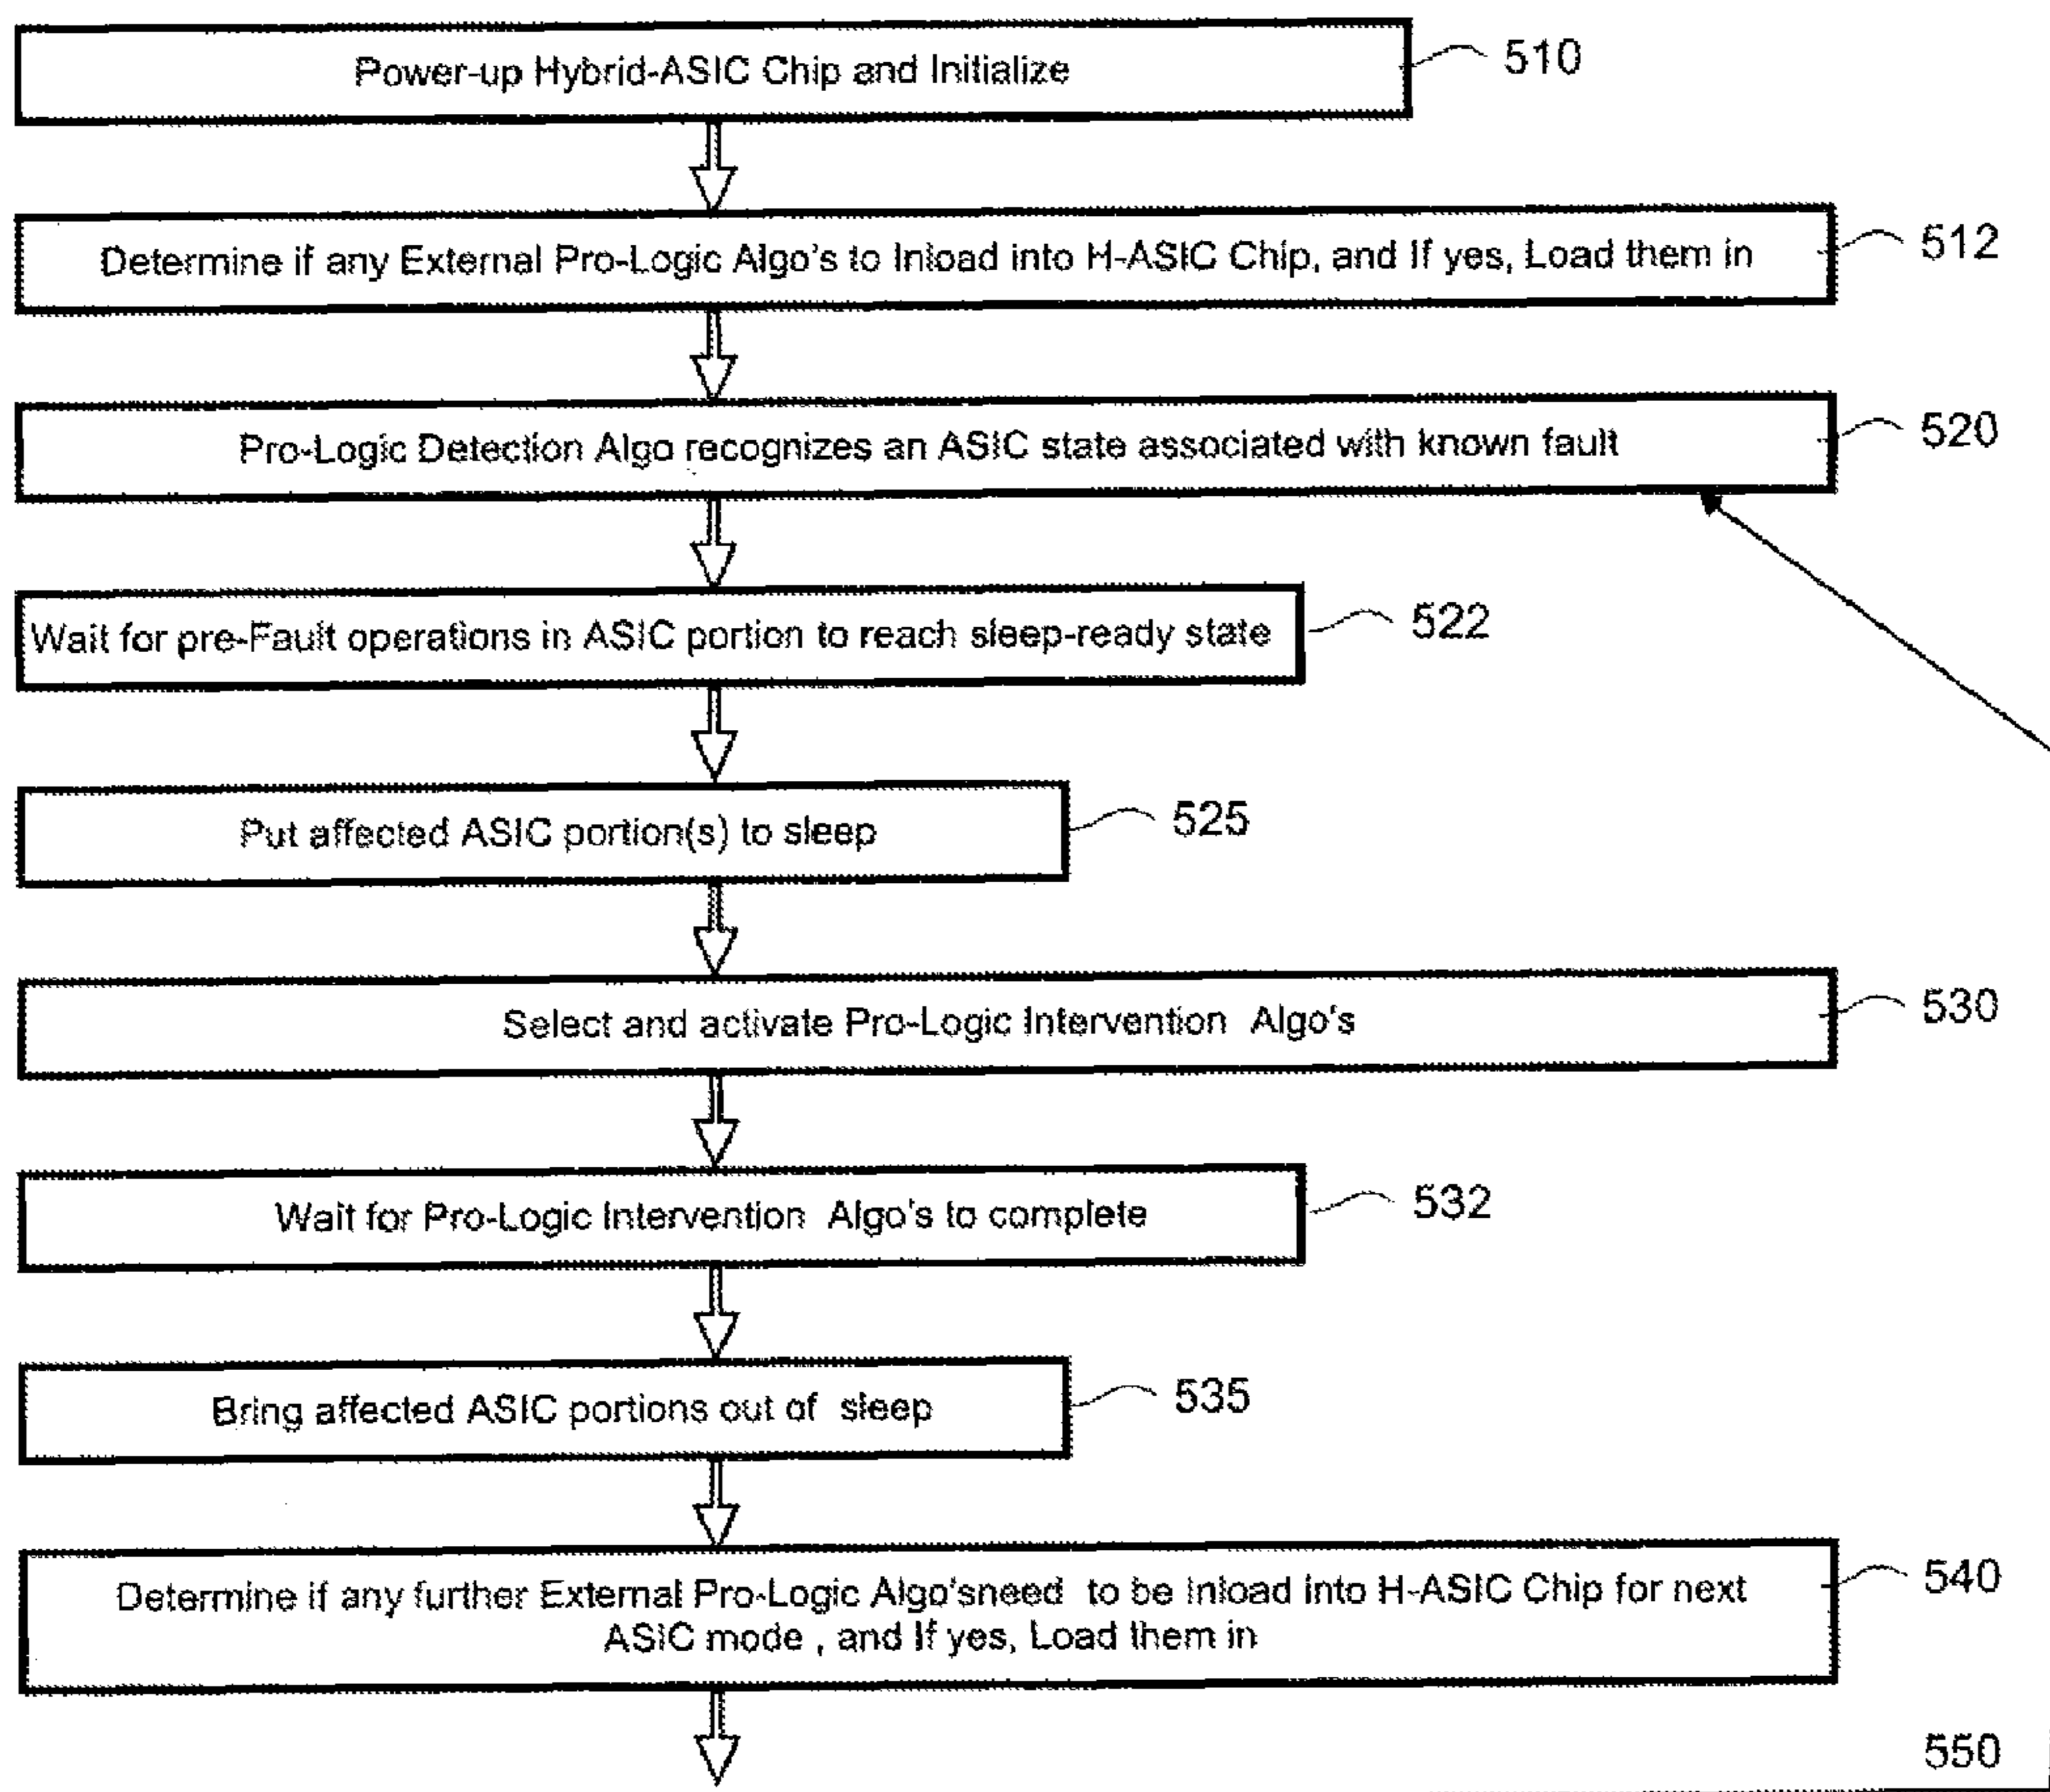 Power-up Hybrid-ASIC Chip and Initialize
510
Determine if any External Pro-Logic Algo's to Inload into H-ASIC Chip, and If yes, Load them in
512
Pro-Logic Detection Algo recognizes an ASIC state associated with known fault
520
Wait for pre-Fault operations in ASIC portion to reach sleep-ready state
522
Put affected ASIC portion(s) to sleep
525
Select and activate Pro-Logic Intervention Algo's
530
Wait for Pro-Logic Intervention Algo's to complete
532
Bring affected ASIC portions out of sleep
535
Determine if any further External Pro-Logic Algo'sneed to be Inload into H-ASIC Chip for next
ASIC mode , and If yes, Load them in
540
550